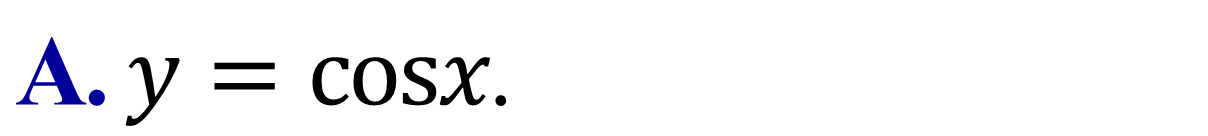 A. y = cosx.